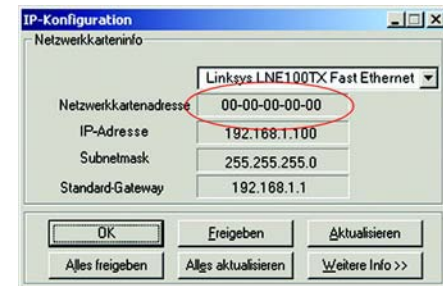 IP-Konfiguration
Netzwerkkarteninfo
Linksys LNE100TX Fast Ethernet
Netzwerkkartenadresse 00-00-00-00-00
IP-Adresse 192.168.1.100
Subnetmask 255.255.255.0
Standard-Gateway 192.168.1.1
OK Freigeben Aktualisieren
Alles freigeben Alles aktualisieren Weitere Info >>